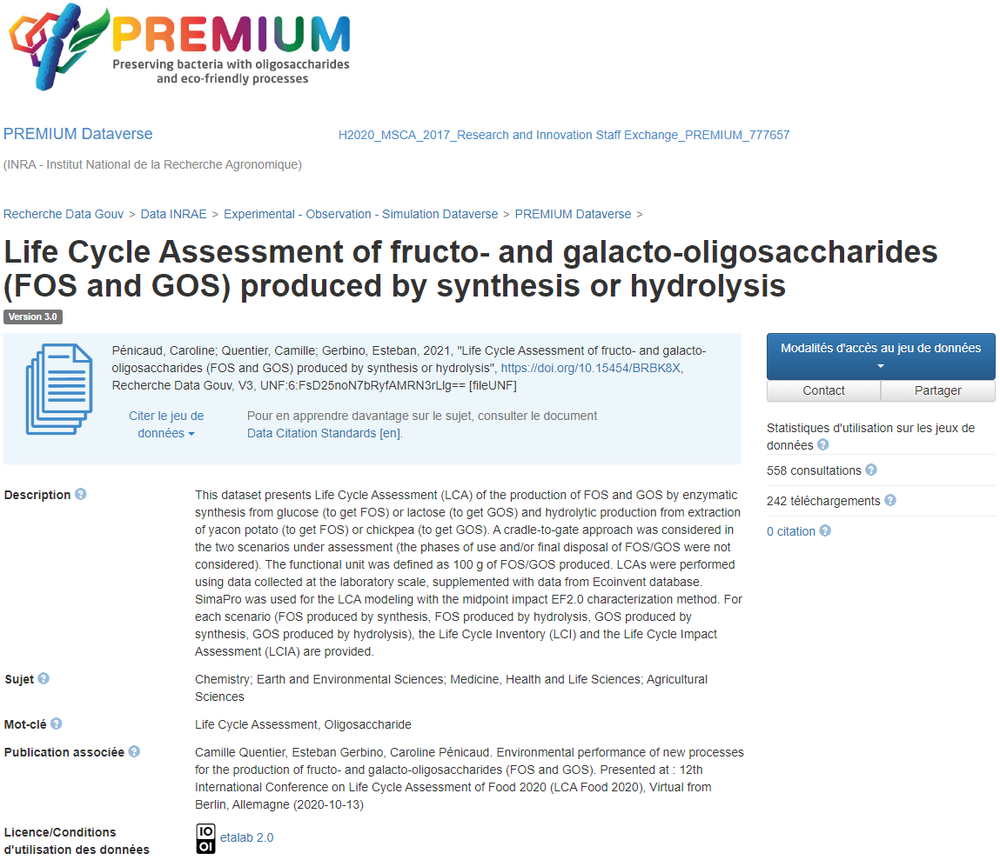 PREMIUM
Preserving bacteria with oligosaccharides
and eco-friendly processes
PREMIUM Dataverse
H2020_MSCA_2017_Research and Innovation Staff Exchange_PREMIUM_777657
(INRA - Institut National de la Recherche Agronomique)
Recherche Data Gouv > Data INRAE > Experimental - Observation - Simulation Dataverse > PREMIUM Dataverse >
Life Cycle Assessment of fructo- and galacto-oligosaccharides
(FOS and GOS) produced by synthesis or hydrolysis
Version 3.0
Pénicaud, Caroline; Quentier, Camille; Gerbino, Esteban, 2021, "Life Cycle Assessment of fructo- and galacto-
oligosaccharides (FOS and GOS) produced by synthesis or hydrolysis", https://doi.org/10.15454/BRBK8X,
Recherche Data Gouv, V3, UNF:6:FsD25noN7bRyfAMRN3rLIg== [fileUNF]
Citer le jeu de
données
Pour en apprendre davantage sur le sujet, consulter le document
Data Citation Standards [en].
Modalités d'accès au jeu de données
Contact
Partager
Statistiques d'utilisation sur les jeux de
données ?
558 consultations ?
242 téléchargements ?
0 citation ?
Description ?
This dataset presents Life Cycle Assessment (LCA) of the production of FOS and GOS by enzymatic
synthesis from glucose (to get FOS) or lactose (to get GOS) and hydrolytic production from extraction
of yacon potato (to get FOS) or chickpea (to get GOS). A cradle-to-gate approach was considered in
the two scenarios under assessment (the phases of use and/or final disposal of FOS/GOS were not
considered). The functional unit was defined as 100 g of FOS/GOS produced. LCAs were performed
using data collected at the laboratory scale, supplemented with data from Ecoinvent database.
SimaPro was used for the LCA modeling with the midpoint impact EF2.0 characterization method. For
each scenario (FOS produced by synthesis, FOS produced by hydrolysis, GOS produced by
synthesis, GOS produced by hydrolysis), the Life Cycle Inventory (LCI) and the Life Cycle Impact
Assessment (LCIA) are provided.
Sujet ?
Chemistry; Earth and Environmental Sciences; Medicine, Health and Life Sciences; Agricultural
Sciences
Mot-clé ?
Life Cycle Assessment, Oligosaccharide
Publication associée ?
Camille Quentier, Esteban Gerbino, Caroline Pénicaud. Environmental performance of new processes
for the production of fructo- and galacto-oligosaccharides (FOS and GOS). Presented at : 12th
International Conference on Life Cycle Assessment of Food 2020 (LCA Food 2020), Virtual from
Berlin, Allemagne (2020-10-13)
Licence/Conditions
d'utilisation des données
IO
OI
etalab 2.0